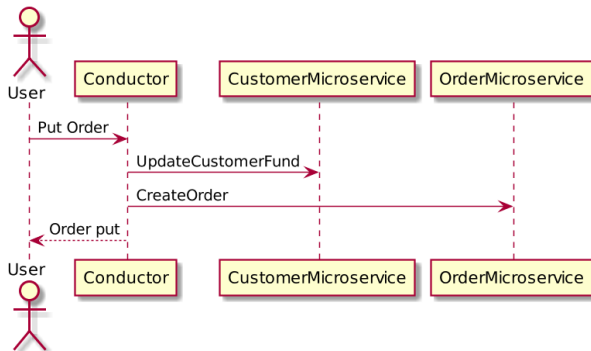 User
Conductor
CustomerMicroservice
OrderMicroservice
Put Order
UpdateCustomerFund
CreateOrder
Order put
User
Conductor
CustomerMicroservice
OrderMicroservice